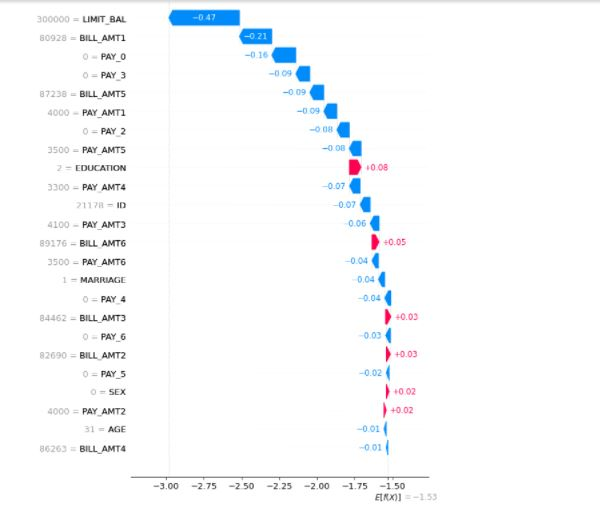 300000 = LIMIT_BAL −0.47
80928 = BILL_AMT1 −0.21
0 = PAY_0 −0.16
0 = PAY_3 −0.09
87238 = BILL_AMT5 −0.09
4000 = PAY_AMT1 −0.09
0 = PAY_2 −0.08
3500 = PAY_AMT5 −0.08
2 = EDUCATION +0.08
3300 = PAY_AMT4 −0.07
21178 = ID −0.07
4100 = PAY_AMT3 −0.06
89176 = BILL_AMT6 +0.05
3500 = PAY_AMT6 −0.04
1 = MARRIAGE −0.04
0 = PAY_4 −0.04
84462 = BILL_AMT3 +0.03
0 = PAY_6 −0.03
82690 = BILL_AMT2 +0.03
0 = PAY_5 −0.02
0 = SEX +0.02
4000 = PAY_AMT2 +0.02
31 = AGE −0.01
86263 = BILL_AMT4 −0.01
−3.00 −2.75 −2.50 −2.25 −2.00 −1.75 −1.50
E[f(X)] = −1.53